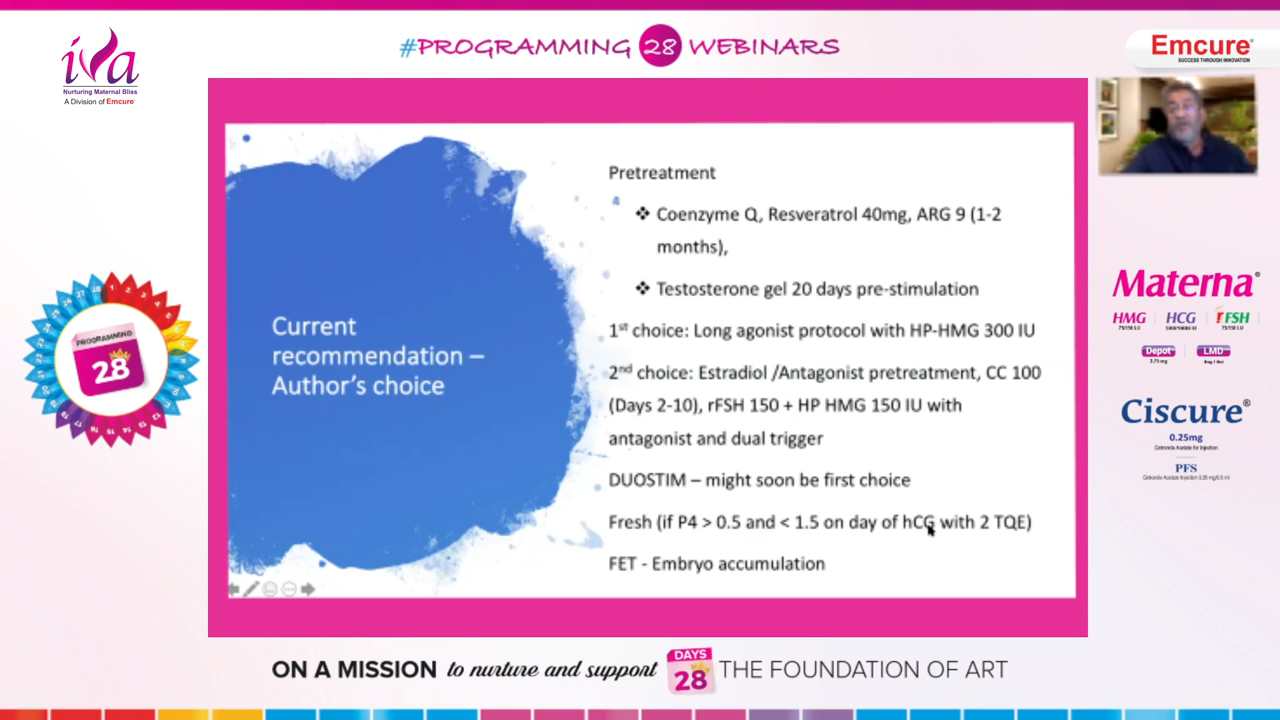 iva
Nurturing Maternal Bliss
A Division of Emcure
#PROGRAMMING 28 WEBINARS
Emcure®
SUCCESS THROUGH INNOVATION
Current
recommendation –
Author's choice
Pretreatment
❖ Coenzyme Q, Resveratrol 40mg, ARG 9 (1-2
months),
❖ Testosterone gel 20 days pre-stimulation
1st choice: Long agonist protocol with HP-HMG 300 IU
2nd choice: Estradiol /Antagonist pretreatment, CC 100
(Days 2-10), rFSH 150 + HP HMG 150 IU with
antagonist and dual trigger
DUOSTIM – might soon be first choice
Fresh (if P4 > 0.5 and < 1.5 on day of hCG with 2 TQE)
FET - Embryo accumulation
PROGRAMMING
28
Materna®
HMG HCG rFSH
Depot LMD
Ciscure®
0.25mg
Cetrorelix Acetate for Injection
PFS
ON A MISSION to nurture and support DAYS 28 THE FOUNDATION OF ART